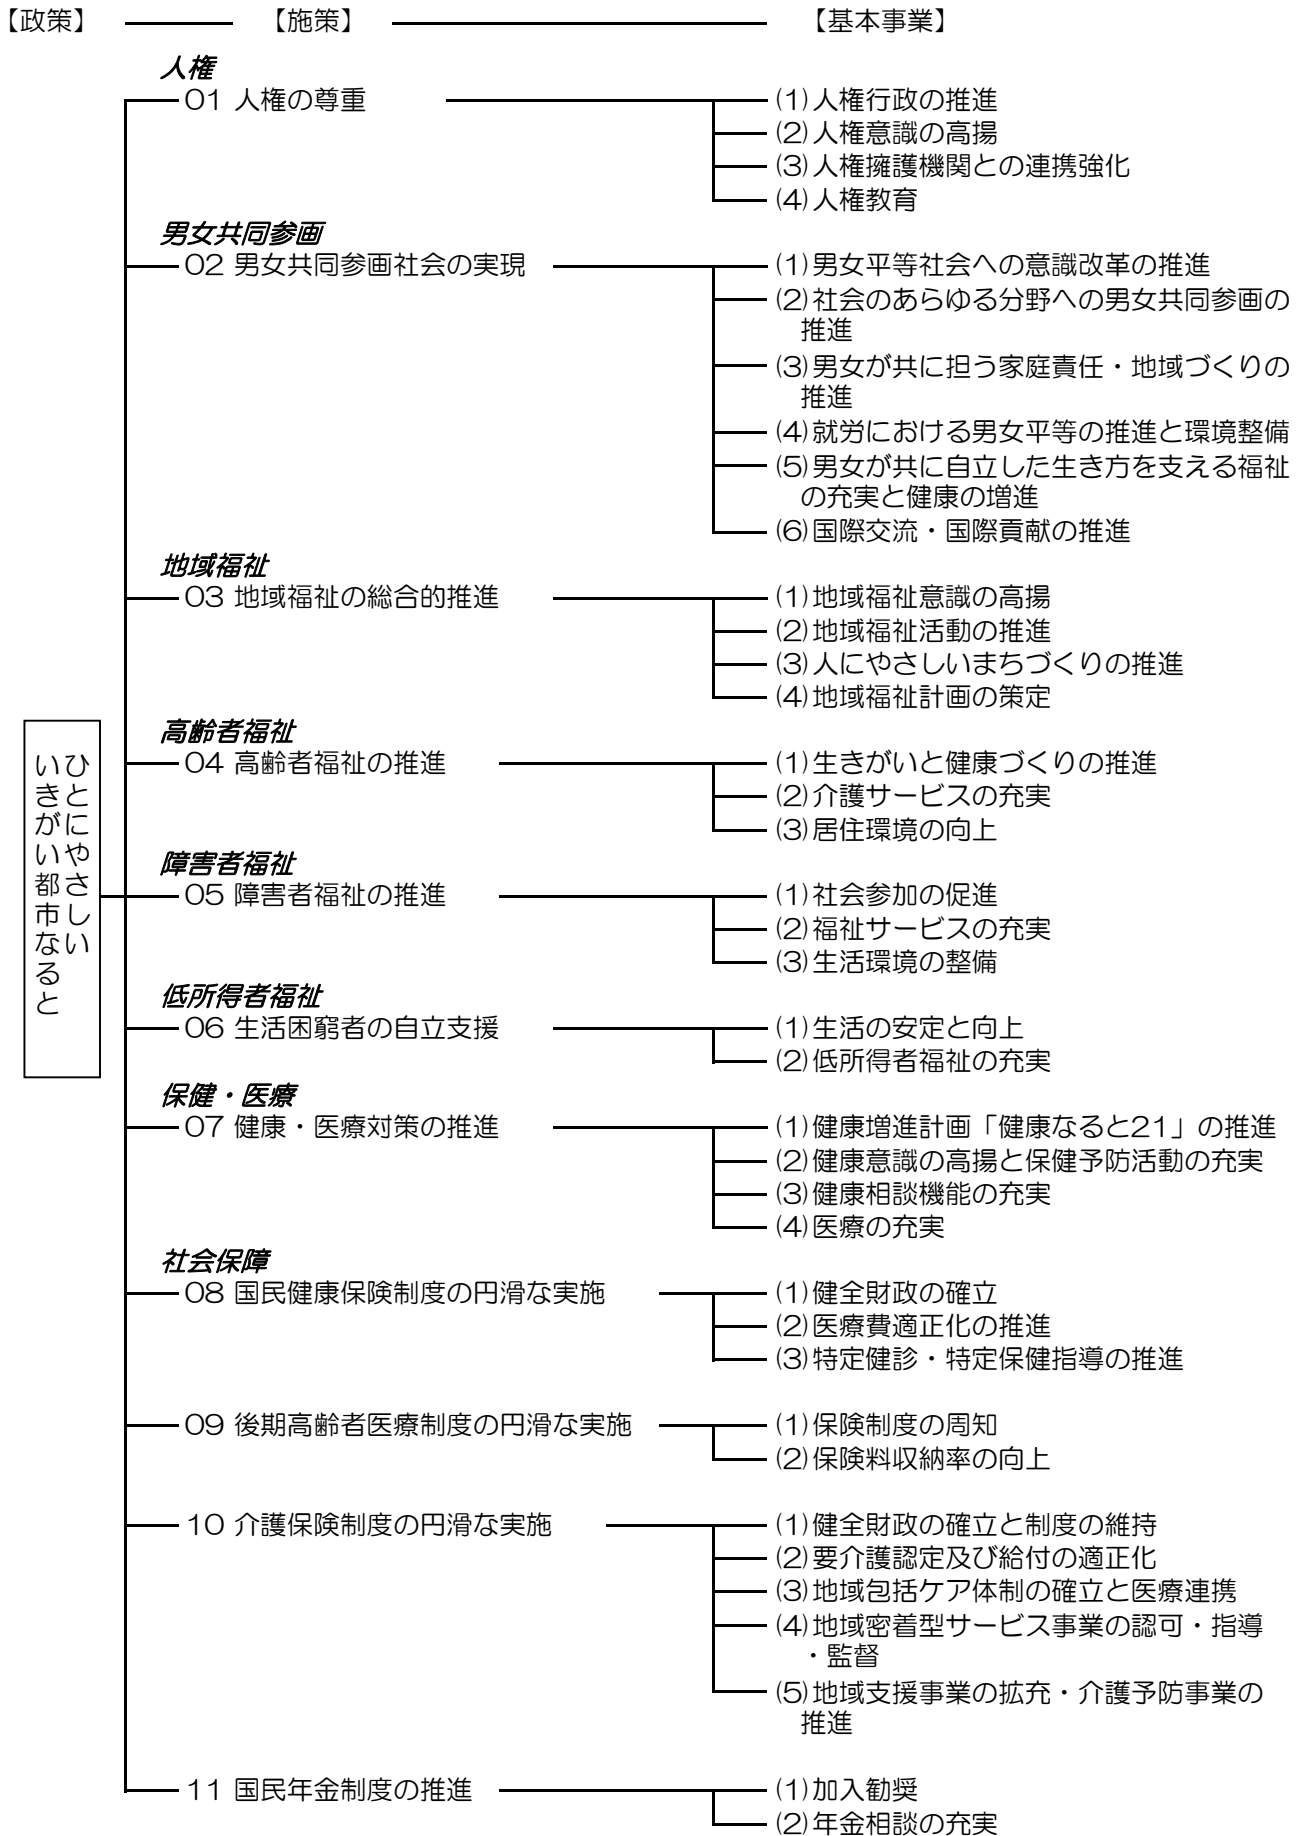 【政策】 【施策】 【基本事業】
人権
01 人権の尊重
(1)人権行政の推進
(2)人権意識の高揚
(3)人権擁護機関との連携強化
(4)人権教育
男女共同参画
02 男女共同参画社会の実現
(1)男女平等社会への意識改革の推進
(2)社会のあらゆる分野への男女共同参画の
推進
(3)男女が共に担う家庭責任・地域づくりの
推進
(4)就労における男女平等の推進と環境整備
(5)男女が共に自立した生き方を支える福祉
の充実と健康の増進
(6)国際交流・国際貢献の推進
地域福祉
03 地域福祉の総合的推進
(1)地域福祉意識の高揚
(2)地域福祉活動の推進
(3)人にやさしいまちづくりの推進
(4)地域福祉計画の策定
ひとにやさしい
いきがい都市なると
高齢者福祉
04 高齢者福祉の推進
(1)生きがいと健康づくりの推進
(2)介護サービスの充実
(3)居住環境の向上
障害者福祉
05 障害者福祉の推進
(1)社会参加の促進
(2)福祉サービスの充実
(3)生活環境の整備
低所得者福祉
06 生活困窮者の自立支援
(1)生活の安定と向上
(2)低所得者福祉の充実
保健・医療
07 健康・医療対策の推進
(1)健康増進計画「健康なると21」の推進
(2)健康意識の高揚と保健予防活動の充実
(3)健康相談機能の充実
(4)医療の充実
社会保障
08 国民健康保険制度の円滑な実施
(1)健全財政の確立
(2)医療費適正化の推進
(3)特定健診・特定保健指導の推進
09 後期高齢者医療制度の円滑な実施
(1)保険制度の周知
(2)保険料収納率の向上
10 介護保険制度の円滑な実施
(1)健全財政の確立と制度の維持
(2)要介護認定及び給付の適正化
(3)地域包括ケア体制の確立と医療連携
(4)地域密着型サービス事業の認可・指導
・監督
(5)地域支援事業の拡充・介護予防事業の
推進
11 国民年金制度の推進
(1)加入勧奨
(2)年金相談の充実